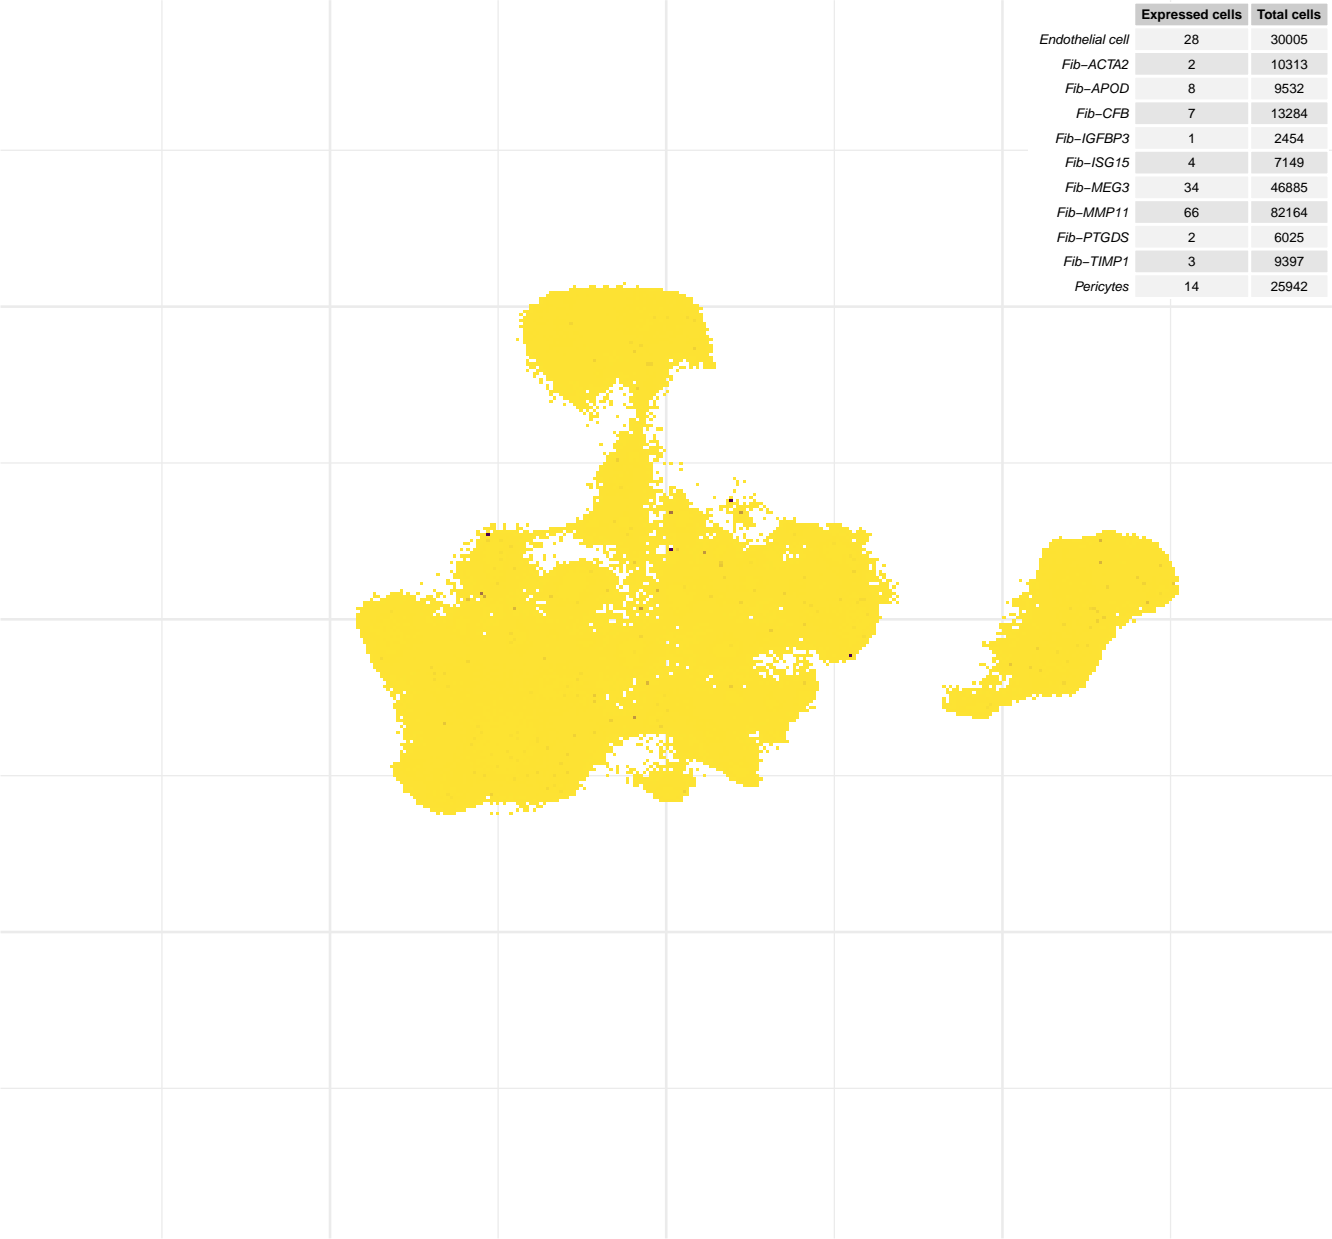 Expressed cells Total cells
Endothelial cell 28 30005
Fib−ACTA2 2 10313
Fib−APOD 8 9532
Fib−CFB 7 13284
Fib−IGFBP3 1 2454
Fib−ISG15 4 7149
Fib−MEG3 34 46885
Fib−MMP11 66 82164
Fib−PTGDS 2 6025
Fib−TIMP1 3 9397
Pericytes 14 25942